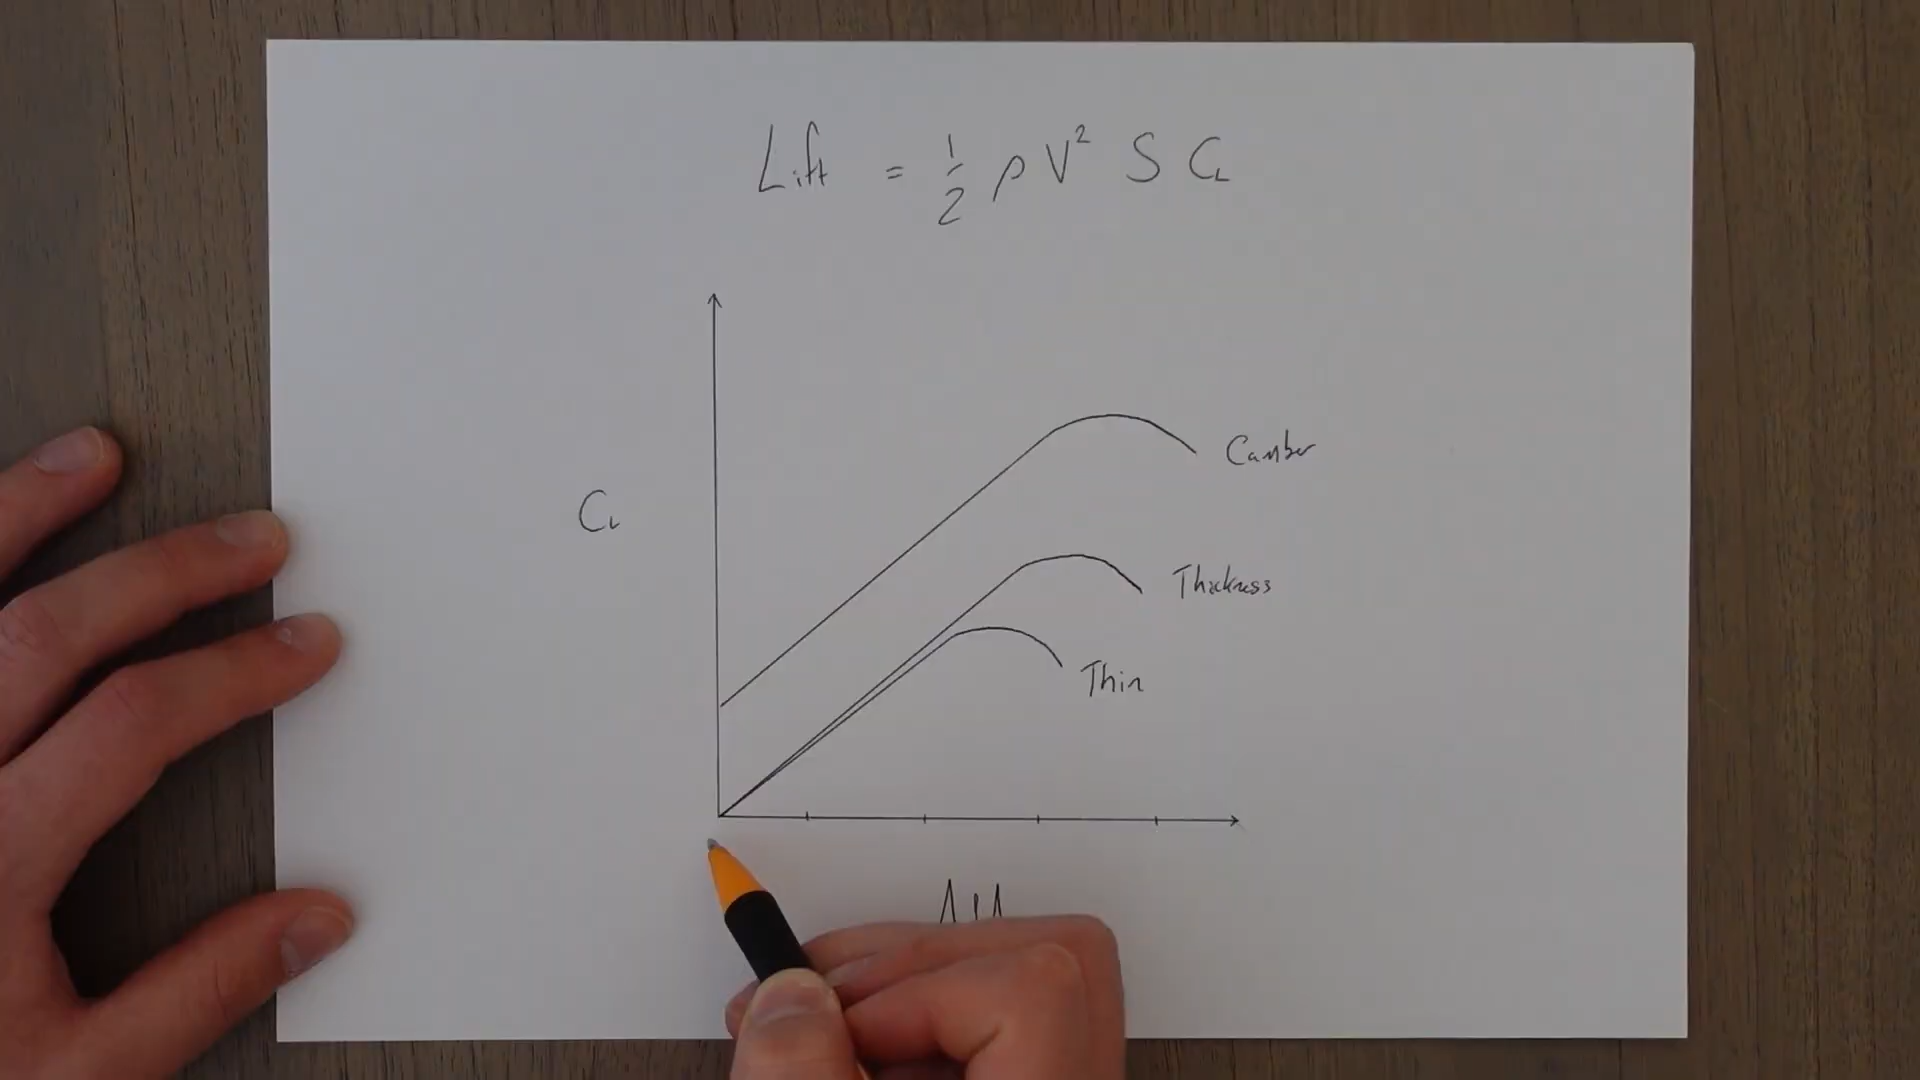 Lift = 1/2 ρ V² S CL
Camber
CL
Thickness
Thin